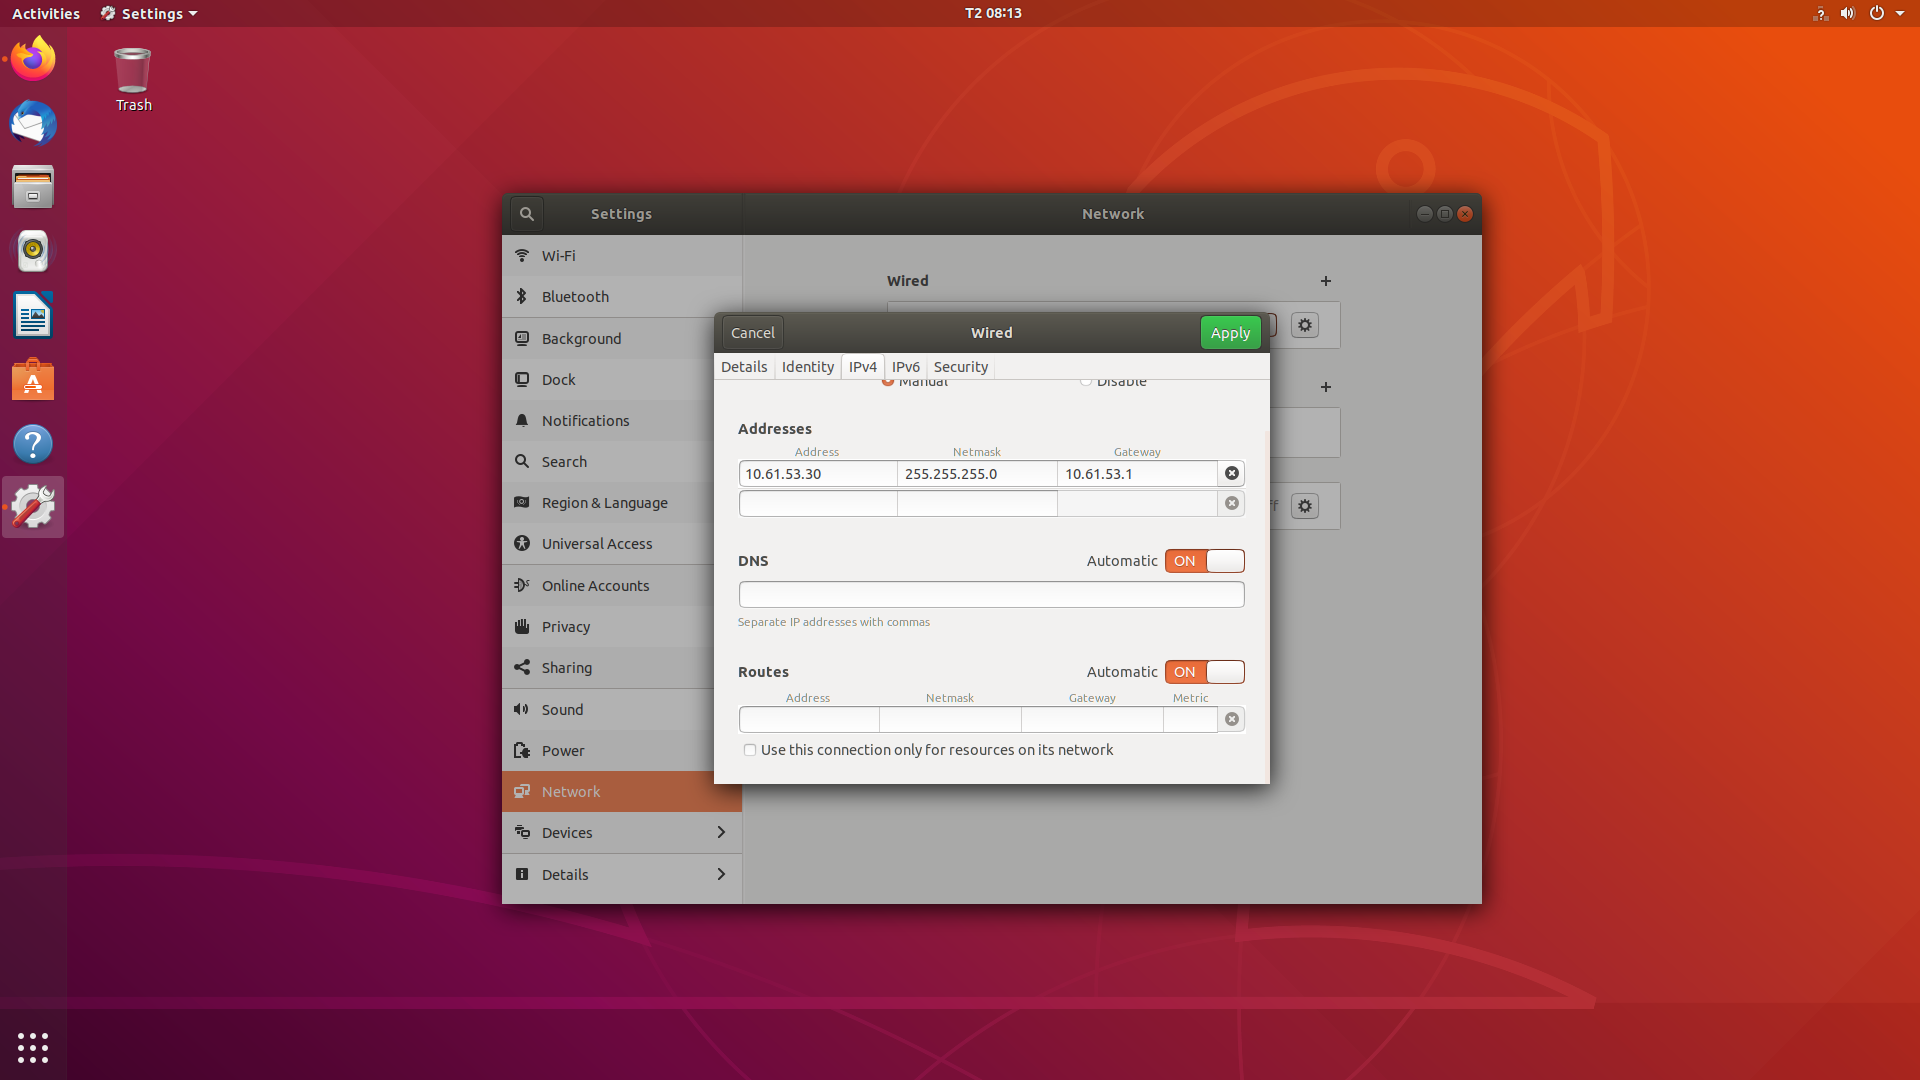 Activities Settings T2 08:13
Trash
Settings Network
Wi-Fi
Bluetooth
Background
Dock
Notifications
Search
Region & Language
Universal Access
Online Accounts
Privacy
Sharing
Sound
Power
Network
Devices
Details
Wired
Cancel Wired Apply
Details Identity IPv4 IPv6 Security
Manual Disable
Addresses
Address Netmask Gateway
10.61.53.30 255.255.255.0 10.61.53.1
DNS Automatic ON
Separate IP addresses with commas
Routes Automatic ON
Address Netmask Gateway Metric
Use this connection only for resources on its network